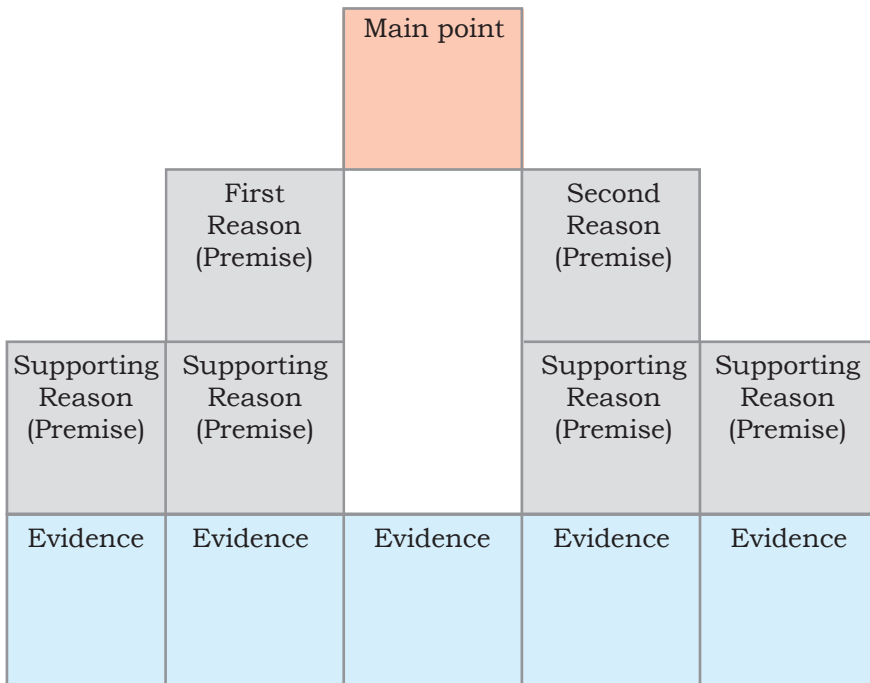 Main point
First
Reason
(Premise)
Second
Reason
(Premise)
Supporting
Reason
(Premise)
Supporting
Reason
(Premise)
Supporting
Reason
(Premise)
Supporting
Reason
(Premise)
Evidence
Evidence
Evidence
Evidence
Evidence